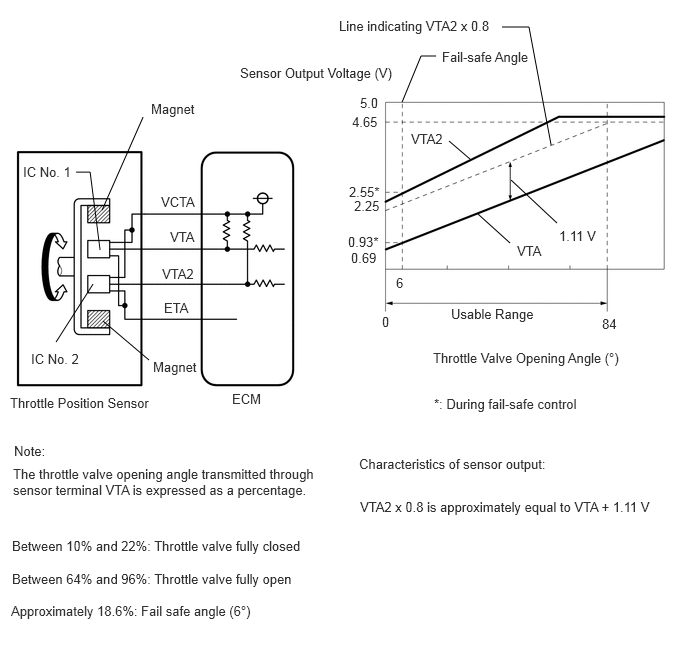 Line indicating VTA2 x 0.8
Fail-safe Angle
Sensor Output Voltage (V)
Magnet
IC No. 1
VCTA
VTA
VTA2
ETA
IC No. 2
Magnet
Throttle Position Sensor
ECM
5.0
4.65
VTA2
2.55*
2.25
0.93*
0.69
1.11 V
VTA
6
Usable Range
0
84
Throttle Valve Opening Angle (°)
*: During fail-safe control
Note:
The throttle valve opening angle transmitted through
sensor terminal VTA is expressed as a percentage.
Between 10% and 22%: Throttle valve fully closed
Between 64% and 96%: Throttle valve fully open
Approximately 18.6%: Fail safe angle (6°)
Characteristics of sensor output:
VTA2 x 0.8 is approximately equal to VTA + 1.11 V